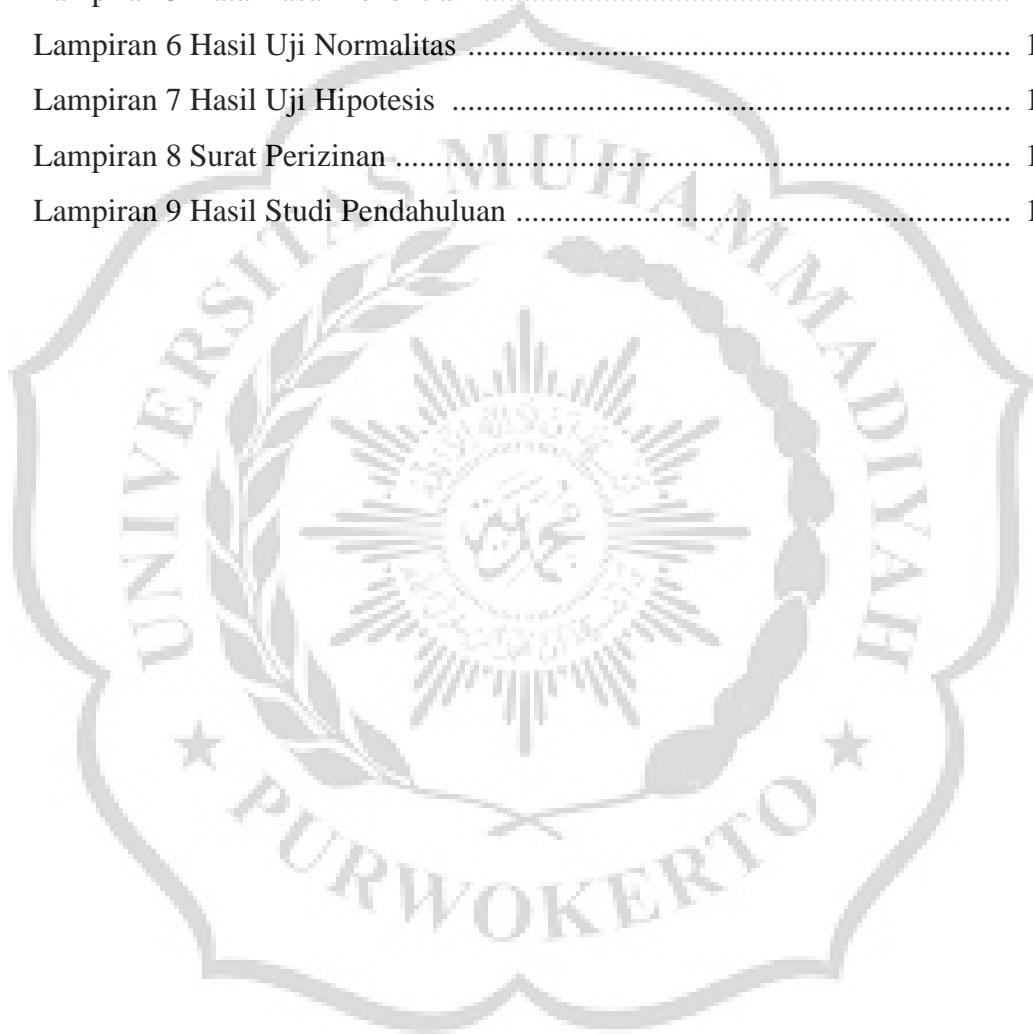 Lampiran 6 Hasil Uji Normalitas .................................................................... 1
Lampiran 7 Hasil Uji Hipotesis ...................................................................... 1
Lampiran 8 Surat Perizinan ............................................................................. 1
Lampiran 9 Hasil Studi Pendahuluan .............................................................. 1
UNIVERSITAS MUHAMMADIYAH
★ PURWOKERTO ★